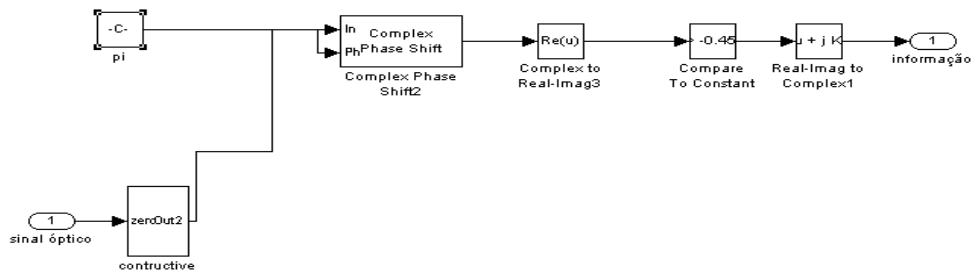 -C-
pi
In
Ph
Complex
Phase Shift
Complex Phase
Shift2
Re(u)
Complex to
Real-Imag3
> -0.45
Compare
To Constant
u + j K
Real-Imag to
Complex1
1
informação
1
sinal óptico
zeroOut2
contructive